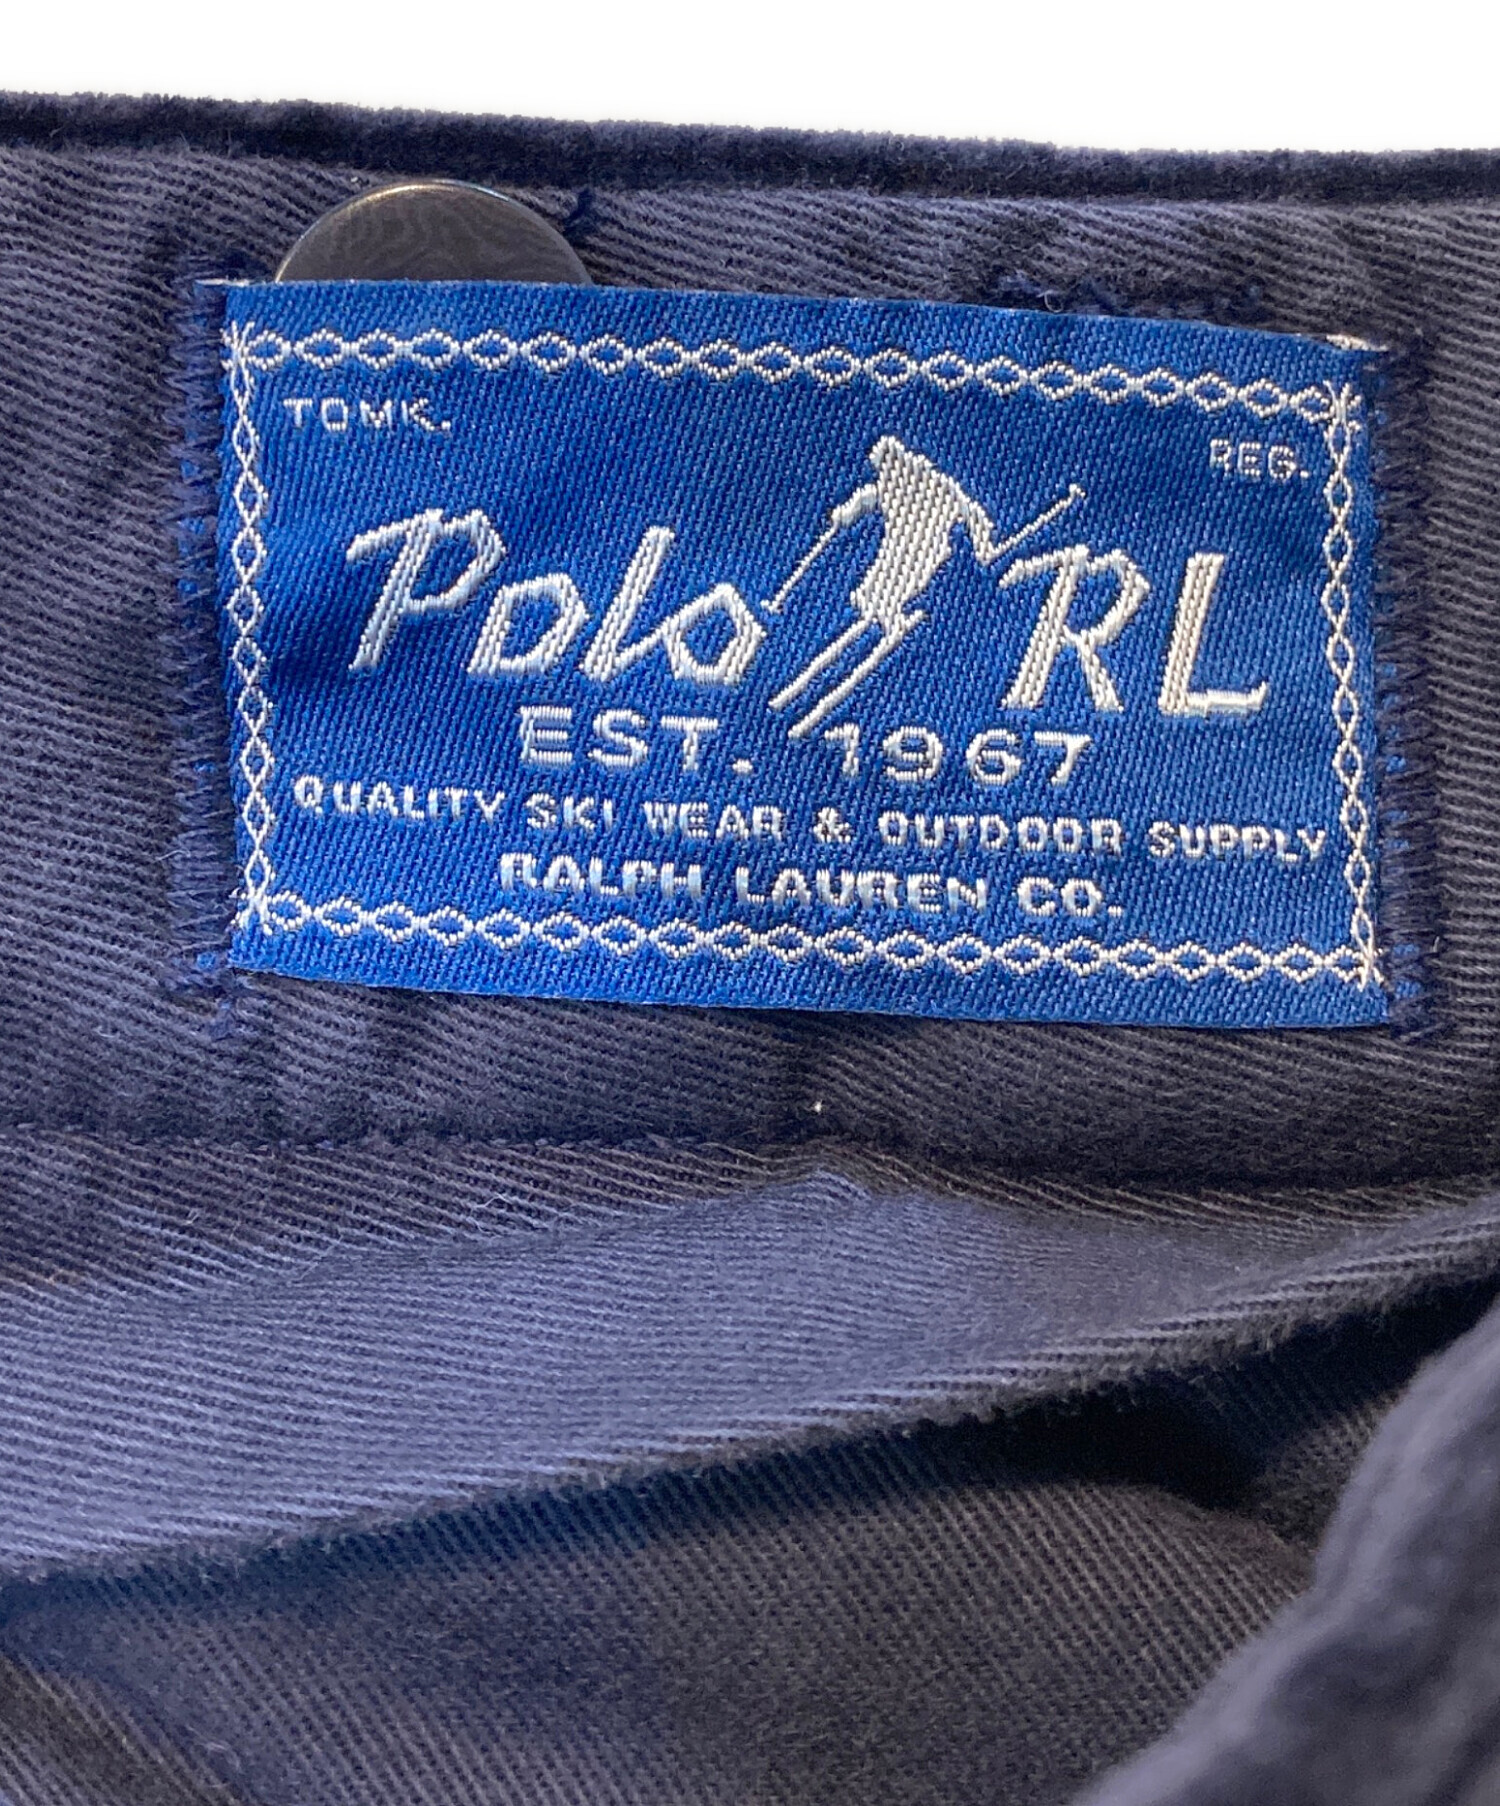 TDMK. REG.
Polo RL
EST. 1967
QUALITY SKI WEAR & OUTDOOR SUPPLY
RALPH LAUREN CO.